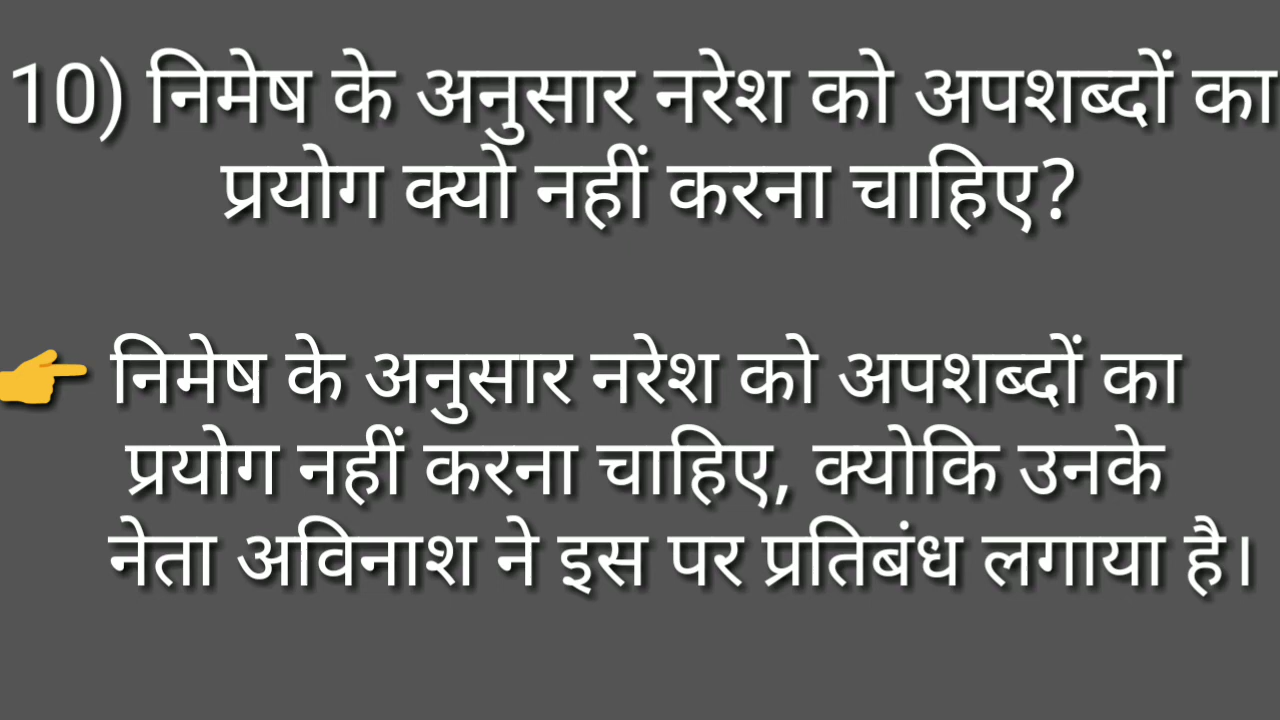 10) निमेष के अनुसार नरेश को अपशब्दों का
प्रयोग क्यो नहीं करना चाहिए?
👉 निमेष के अनुसार नरेश को अपशब्दों का
प्रयोग नहीं करना चाहिए, क्योकि उनके
नेता अविनाश ने इस पर प्रतिबंध लगाया है।